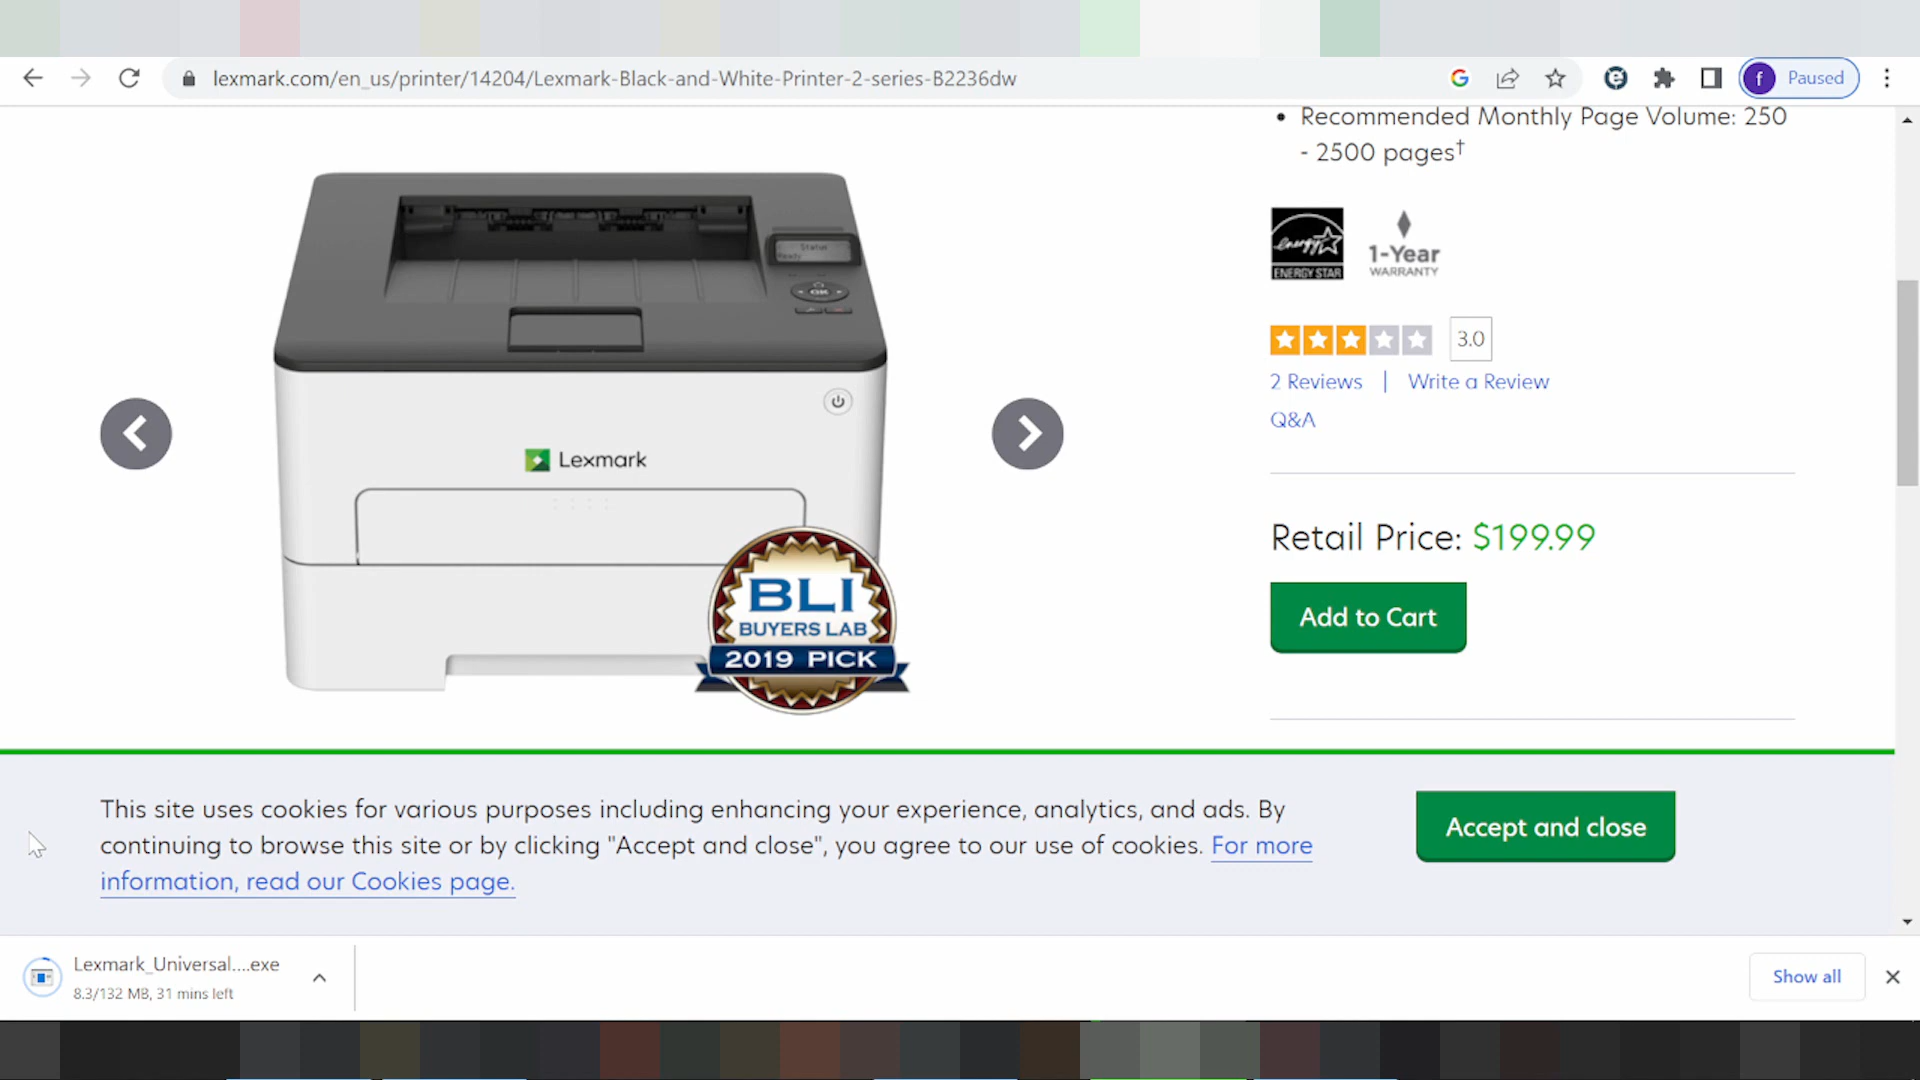 lexmark.com/en_us/printer/14204/Lexmark-Black-and-White-Printer-2-series-B2236dw
G
e
f
Paused
• Recommended Monthly Page Volume: 250
- 2500 pages†
energy
ENERGY STAR
1-Year
WARRANTY
3.0
2 Reviews | Write a Review
Q&A
Status
Ready
OK
Lexmark
BLI
BUYERS LAB
2019 PICK
Retail Price: $199.99
Add to Cart
This site uses cookies for various purposes including enhancing your experience, analytics, and ads. By
continuing to browse this site or by clicking "Accept and close", you agree to our use of cookies. For more
information, read our Cookies page.
Accept and close
Lexmark_Universal....exe
8.3/132 MB, 31 mins left
Show all